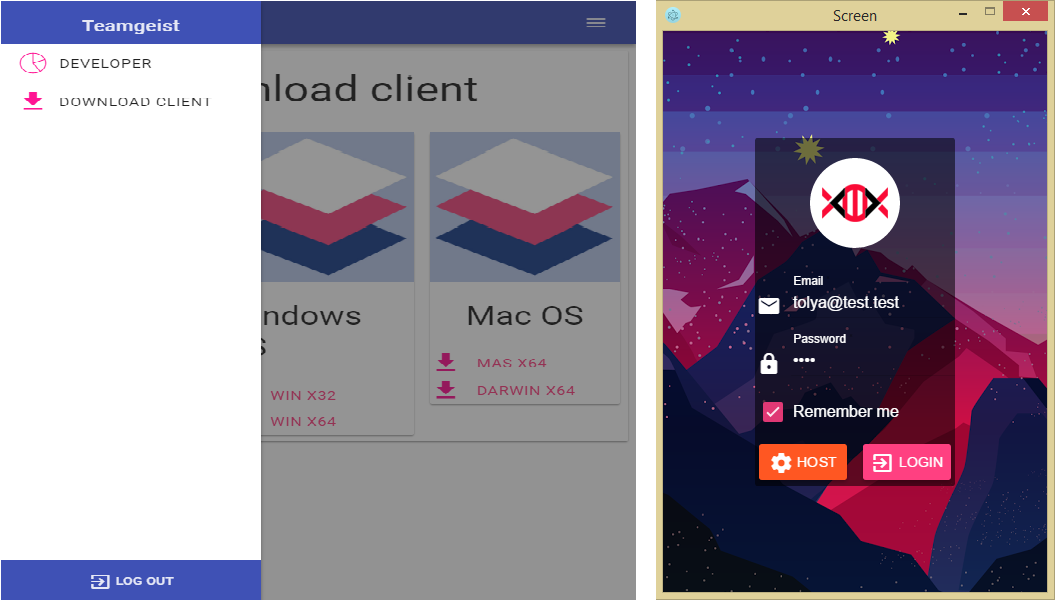 Teamgeist
DEVELOPER
DOWNLOAD CLIENT
nload client
ndows
s
WIN X32
WIN X64
Mac OS
MAS X64
DARWIN X64
LOG OUT
Screen
Email
tolya@test.test
Password
••••
Remember me
HOST
LOGIN